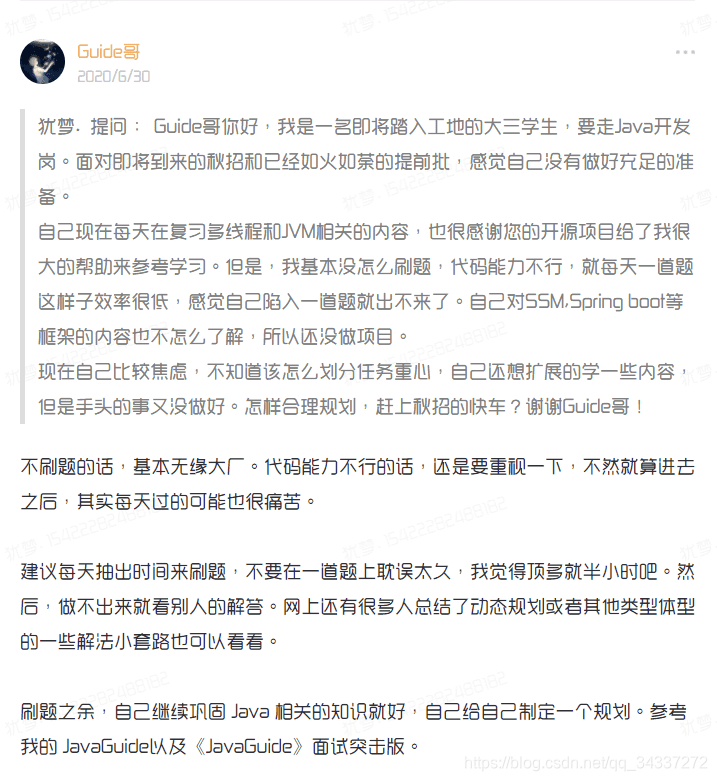 Guide哥
2020/6/30
犹梦. 提问： Guide哥你好，我是一名即将踏入工地的大三学生，要走Java开发
岗。面对即将到来的秋招和已经如火如荼的提前批，感觉自己没有做好充足的准
备。
自己现在每天在复习多线程和JVM相关的内容，也很感谢您的开源项目给了我很
大的帮助来参考学习。但是，我基本没怎么刷题，代码能力不行，就每天一道题
这样子效率很低，感觉自己陷入一道题就出不来了。自己对SSM,Spring boot等
框架的内容也不怎么了解，所以还没做项目。
现在自己比较焦虑，不知道该怎么划分任务重心，自己还想扩展的学一些内容，
但是手头的事又没做好。怎样合理规划，赶上秋招的快车？谢谢Guide哥！
不刷题的话，基本无缘大厂。代码能力不行的话，还是要重视一下，不然就算进去
之后，其实每天过的可能也很痛苦。
建议每天抽出时间来刷题，不要在一道题上耽误太久，我觉得顶多就半小时吧。然
后，做不出来就看别人的解答。网上还有很多人总结了动态规划或者其他类型体型
的一些解法小套路也可以看看。
刷题之余，自己继续巩固 Java 相关的知识就好，自己给自己制定一个规划。参考
我的 JavaGuide以及《JavaGuide》面试突击版。
https://blog.csdn.net/qq_34337272